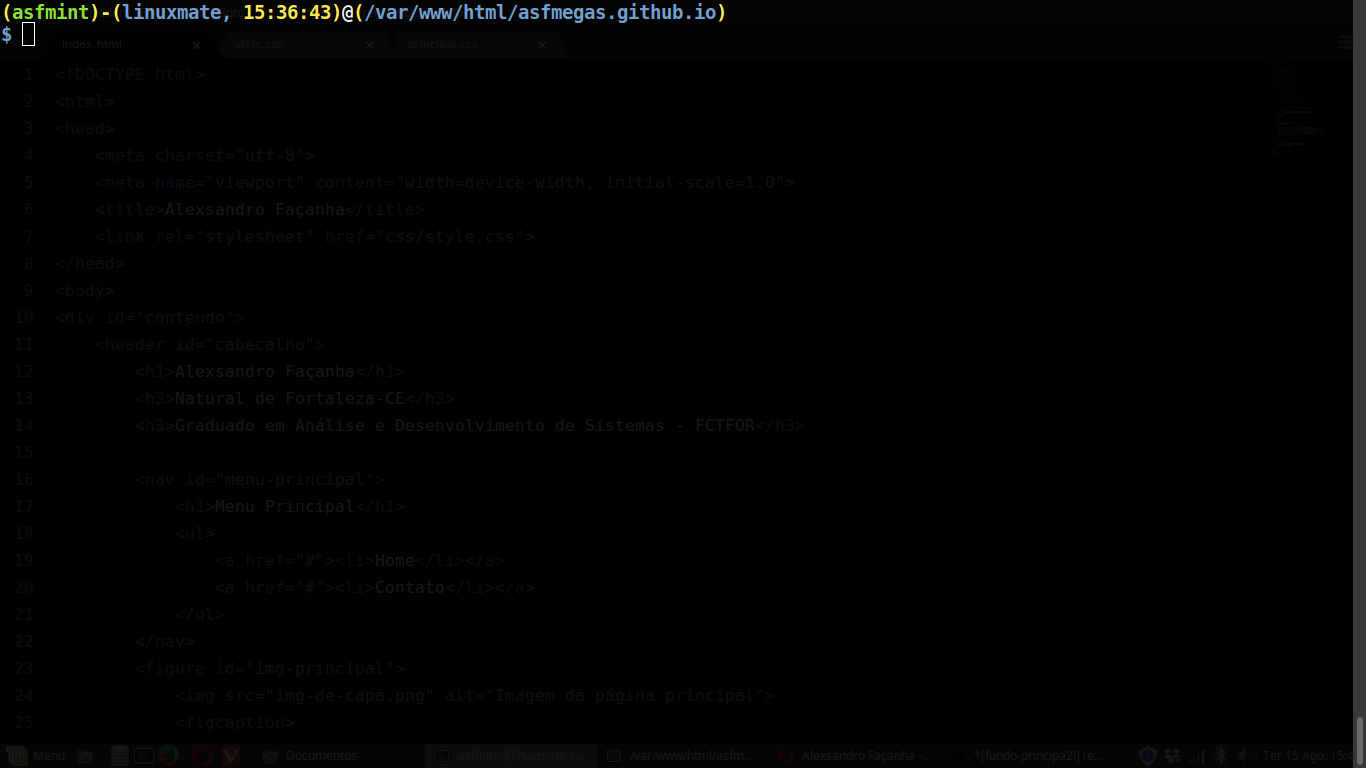 (asfmint)-(linuxmate, 15:36:43)@(/var/www/html/asfmegas.github.io)
$
index.html × style.css × principal.css ×
1 <!DOCTYPE html>
2 <html>
3 <head>
4 <meta charset="utf-8">
5 <meta name="viewport" content="width=device-width, initial-scale=1.0">
6 <title>Alexsandro Façanha</title>
7 <link rel="stylesheet" href="css/style.css">
8 </head>
9 <body>
10 <div id="conteudo">
11 <header id="cabecalho">
12 <h1>Alexsandro Façanha</h1>
13 <h3>Natural de Fortaleza-CE</h3>
14 <h3>Graduado em Análise e Desenvolvimento de Sistemas - FCTFOR</h3>
15
16 <nav id="menu-principal">
17 <h1>Menu Principal</h1>
18 <ul>
19 <a href="#"><li>Home</li></a>
20 <a href="#"><li>Contato</li></a>
21 </ul>
22 </nav>
23 <figure id="img-principal">
24 <img src="img-de-capa.png" alt="Imagem da página principal">
25 <figcaption>
Menu Documentos /var/www/html/asfm... Alexsandro Façanha -... *[fundo-principa2l] (re... Ter 15 Ago, 15: